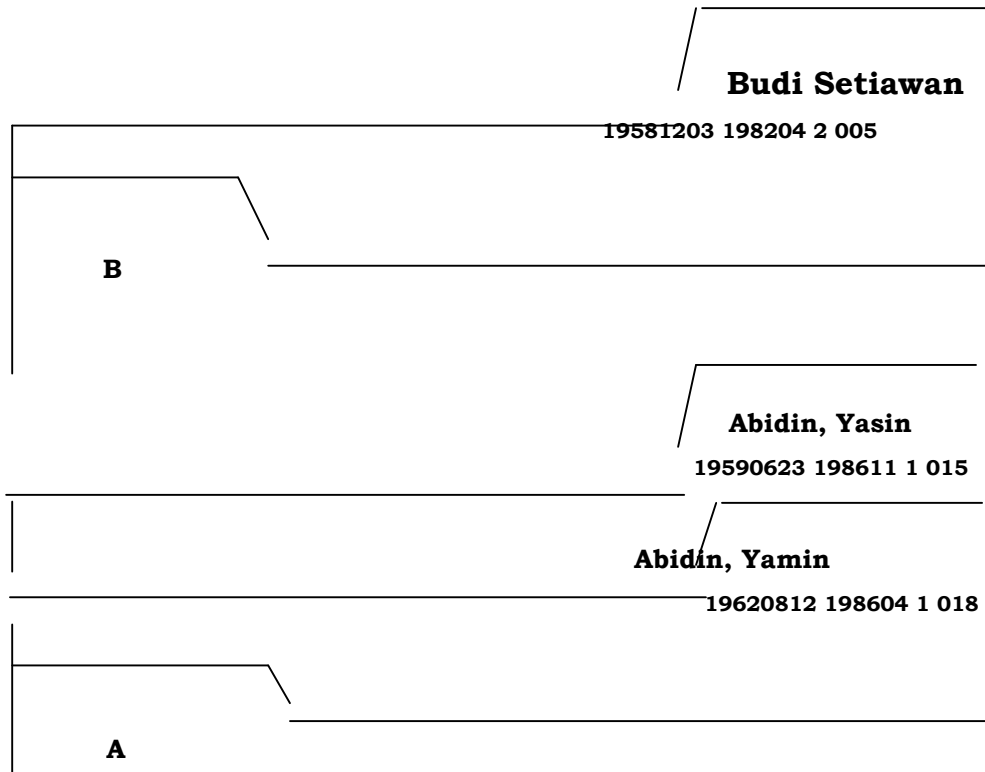 Budi Setiawan
19581203 198204 2 005
B
Abidin, Yasin
19590623 198611 1 015
Abidin, Yamin
19620812 198604 1 018
A